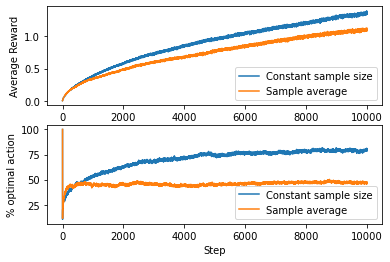 Average Reward
1.0
0.5
0.0
Constant sample size
Sample average
0 2000 4000 6000 8000 10000
% optimal action
100
75
50
25
Constant sample size
Sample average
0 2000 4000 6000 8000 10000
Step